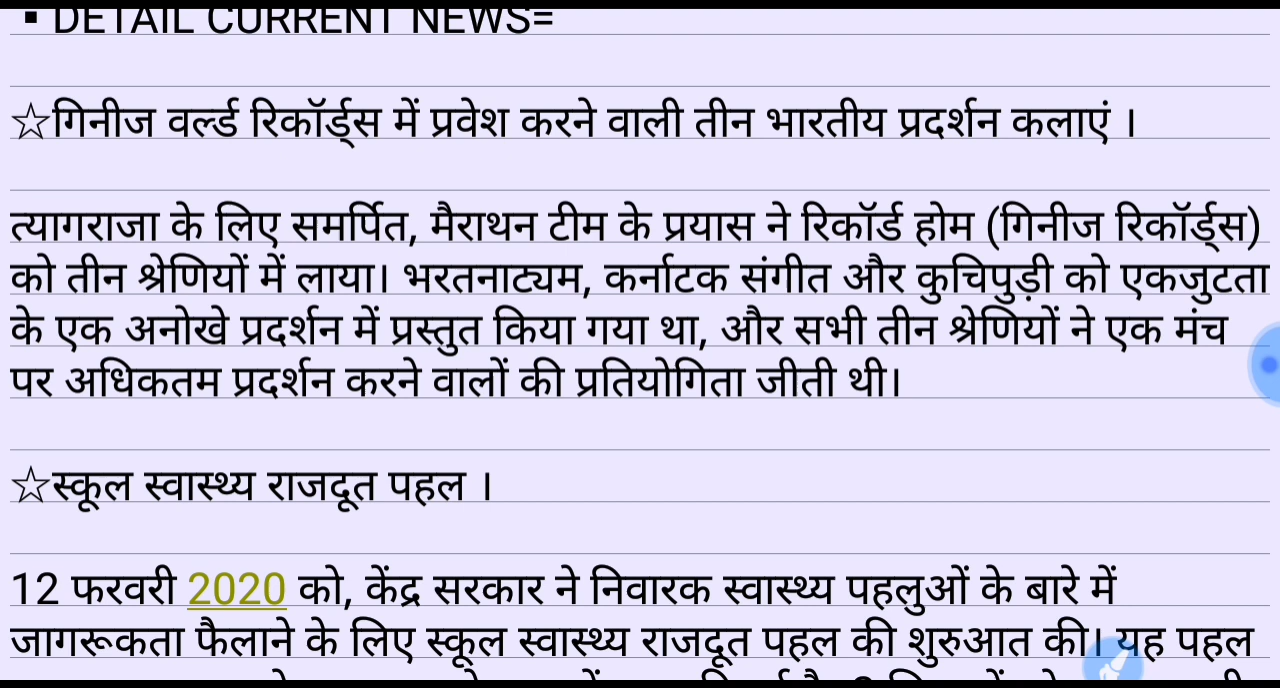 ▪ DETAIL CURRENT NEWS=
☆गिनीज वर्ल्ड रिकॉर्ड्स में प्रवेश करने वाली तीन भारतीय प्रदर्शन कलाएं ।
त्यागराजा के लिए समर्पित, मैराथन टीम के प्रयास ने रिकॉर्ड होम (गिनीज रिकॉर्ड्स)
को तीन श्रेणियों में लाया। भरतनाट्यम, कर्नाटक संगीत और कुचिपुड़ी को एकजुटता
के एक अनोखे प्रदर्शन में प्रस्तुत किया गया था, और सभी तीन श्रेणियों ने एक मंच
पर अधिकतम प्रदर्शन करने वालों की प्रतियोगिता जीती थी।
☆स्कूल स्वास्थ्य राजदूत पहल ।
12 फरवरी 2020 को, केंद्र सरकार ने निवारक स्वास्थ्य पहलुओं के बारे में
जागरूकता फैलाने के लिए स्कूल स्वास्थ्य राजदूत पहल की शुरुआत की। यह पहल